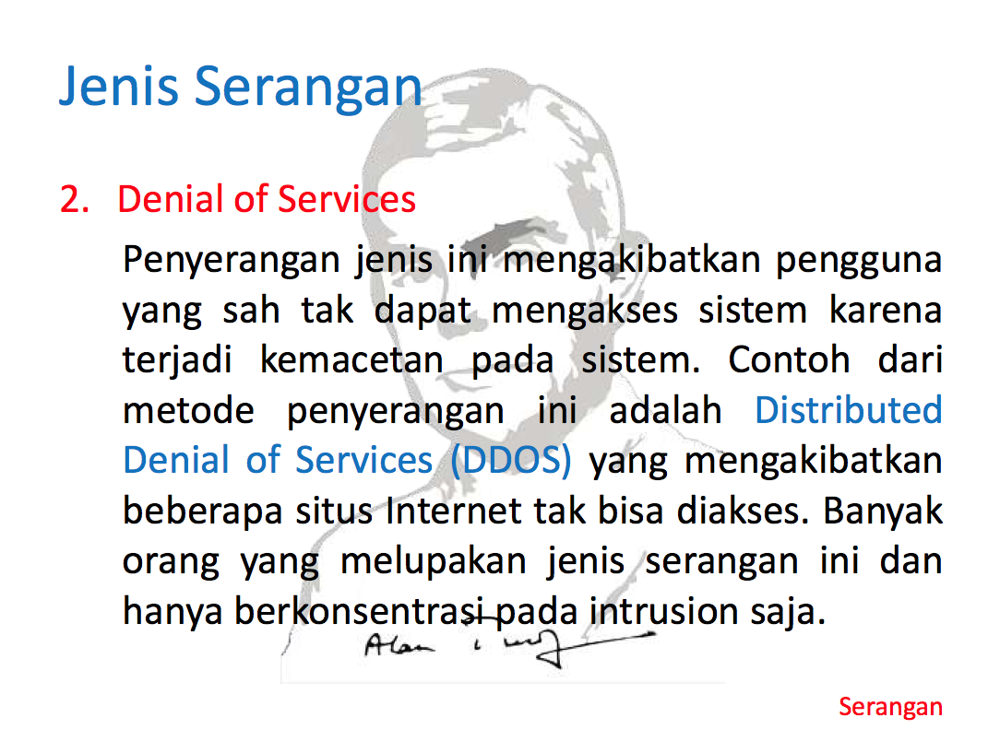 Jenis Serangan
2. Denial of Services
Penyerangan jenis ini mengakibatkan pengguna
yang sah tak dapat mengakses sistem karena
terjadi kemacetan pada sistem. Contoh dari
metode penyerangan ini adalah Distributed
Denial of Services (DDOS) yang mengakibatkan
beberapa situs Internet tak bisa diakses. Banyak
orang yang melupakan jenis serangan ini dan
hanya berkonsentrasi pada intrusion saja.
Alan
Serangan